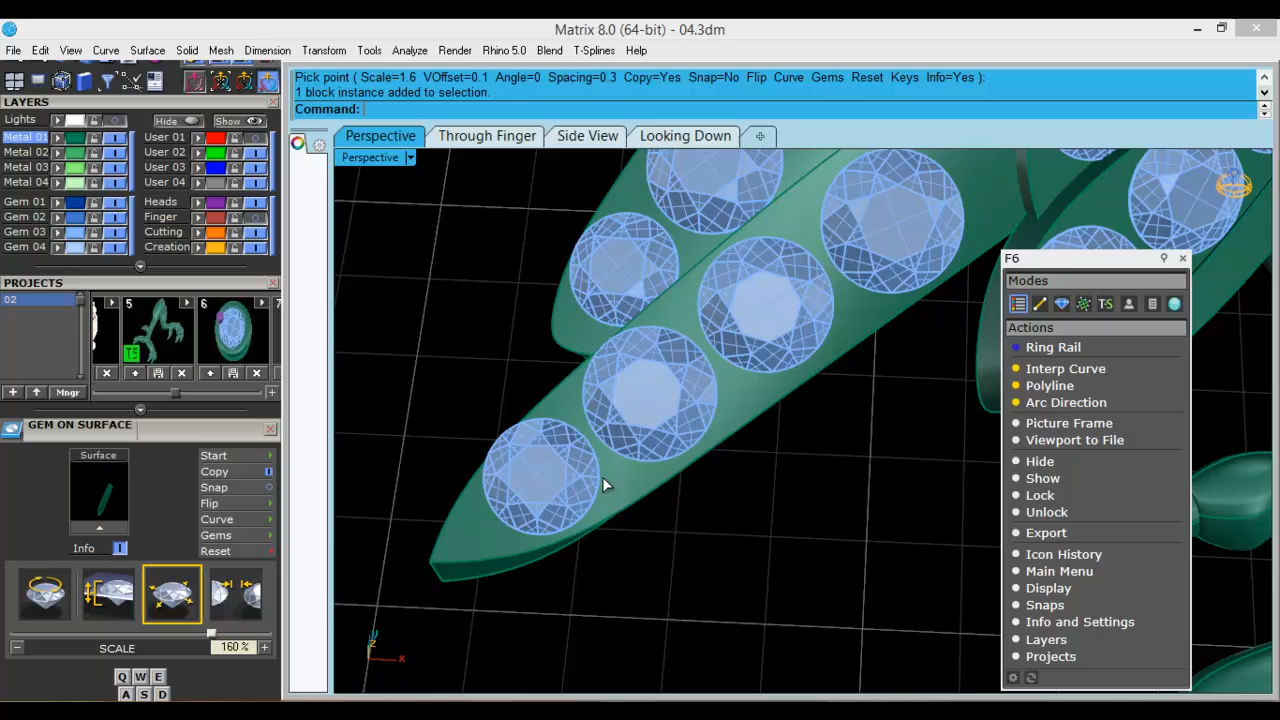 Matrix 8.0 (64-bit) - 04.3dm
File Edit View Curve Surface Solid Mesh Dimension Transform Tools Analyze Render Rhino 5.0 Blend T-Splines Help
Pick point ( Scale=1.6 VOffset=0.1 Angle=0 Spacing=0.3 Copy=Yes Snap=No Flip Curve Gems Reset Keys Info=Yes ):
1 block instance added to selection.
Command:
LAYERS
Lights Hide Show
Metal 01 User 01
Metal 02 User 02
Metal 03 User 03
Metal 04 User 04
Gem 01 Heads
Gem 02 Finger
Gem 03 Cutting
Gem 04 Creation
PROJECTS
02
5 6
TS
Mngr
GEM ON SURFACE
Surface
Info
Start
Copy
Snap
Flip
Curve
Gems
Reset
SCALE 160 %
Q W E
A S D
Perspective Through Finger Side View Looking Down
Perspective
z
x
F6
Modes
T-S
Actions
Ring Rail
Interp Curve
Polyline
Arc Direction
Picture Frame
Viewport to File
Hide
Show
Lock
Unlock
Export
Icon History
Main Menu
Display
Snaps
Info and Settings
Layers
Projects